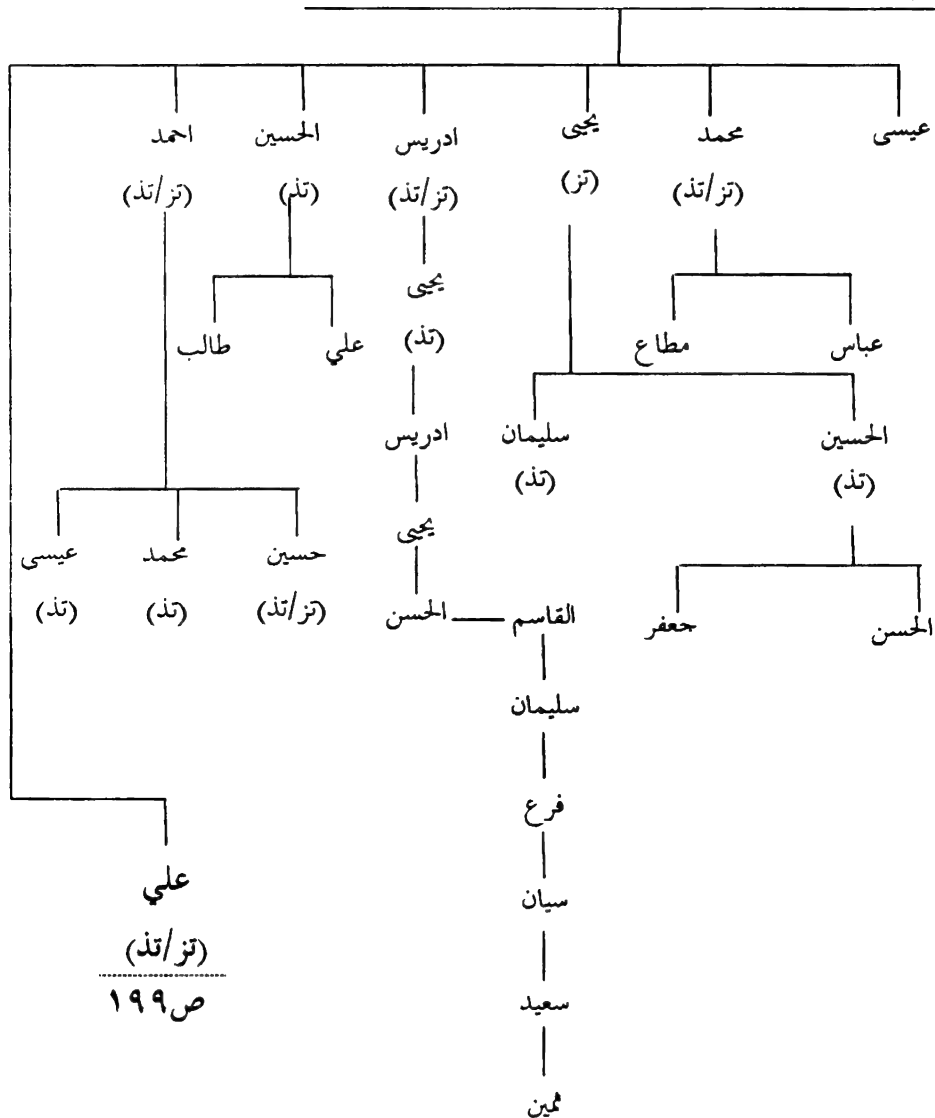 عيسى محمد يحيى ادريس الحسين احمد
(تز/تذ) (تز) (تز/تذ) (تذ) (تز/تذ)
يحيى
(تذ)
عباس مطاع علي طالب
الحسين سليمان ادريس
(تذ) (تذ)
يحيى حسين محمد عيسى
(تز/تذ) (تذ) (تذ)
الحسن جعفر القاسم الحسن
سليمان
فرع
سيان
علي
(تز/تذ)
ص١٩٩
سعيد
ثمين